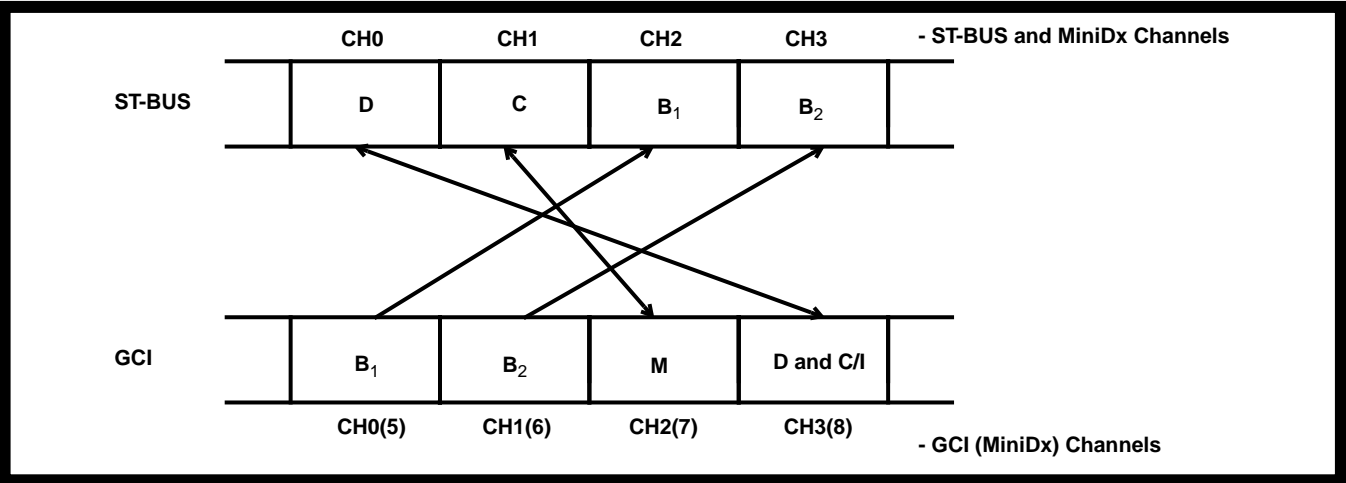 CH0 CH1 CH2 CH3 - ST-BUS and MiniDx Channels
ST-BUS D C B₁ B₂
GCI B₁ B₂ M D and C/I
CH0(5) CH1(6) CH2(7) CH3(8)
- GCI (MiniDx) Channels